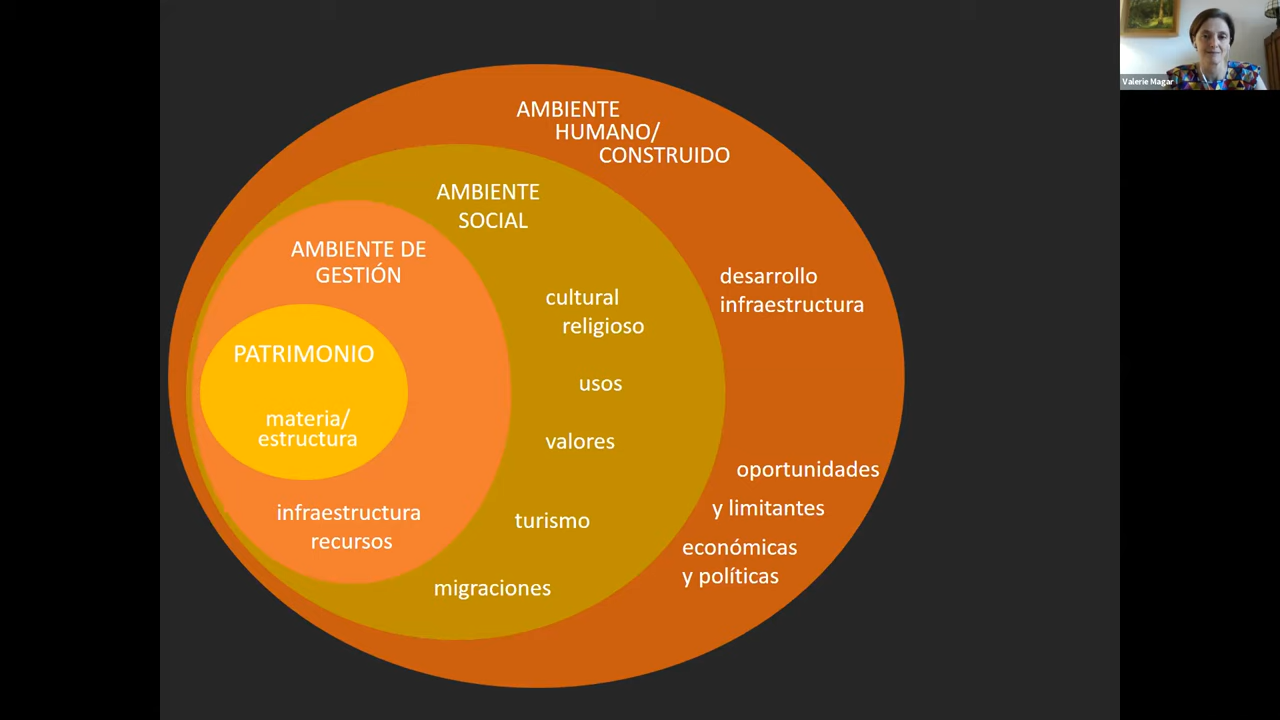 AMBIENTE
HUMANO/
CONSTRUIDO
AMBIENTE
SOCIAL
AMBIENTE DE
GESTIÓN
PATRIMONIO
materia/
estructura
infraestructura
recursos
cultural
religioso
usos
valores
turismo
migraciones
desarrollo
infraestructura
oportunidades
y limitantes
económicas
y políticas
Valerie Magar